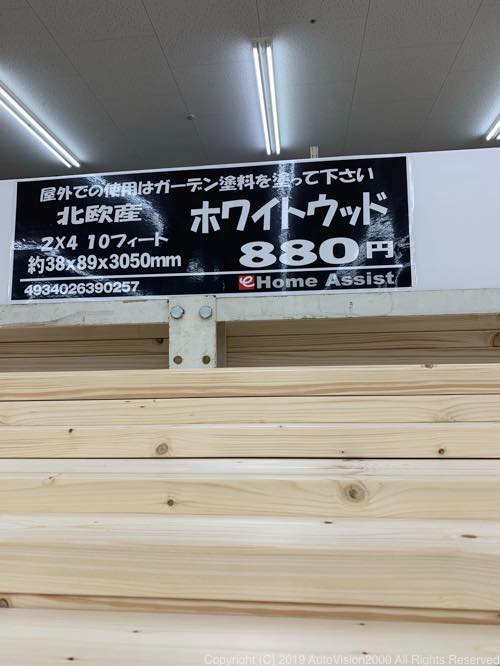 屋外での使用はガーデン塗料を塗って下さい
北欧産 ホワイトウッド
2X4 10フィート
約38x89x3050mm 880円
4934026390257 e Home Assist
Copyright (C) 2019 AutoVision2000 All Rights Reserved.